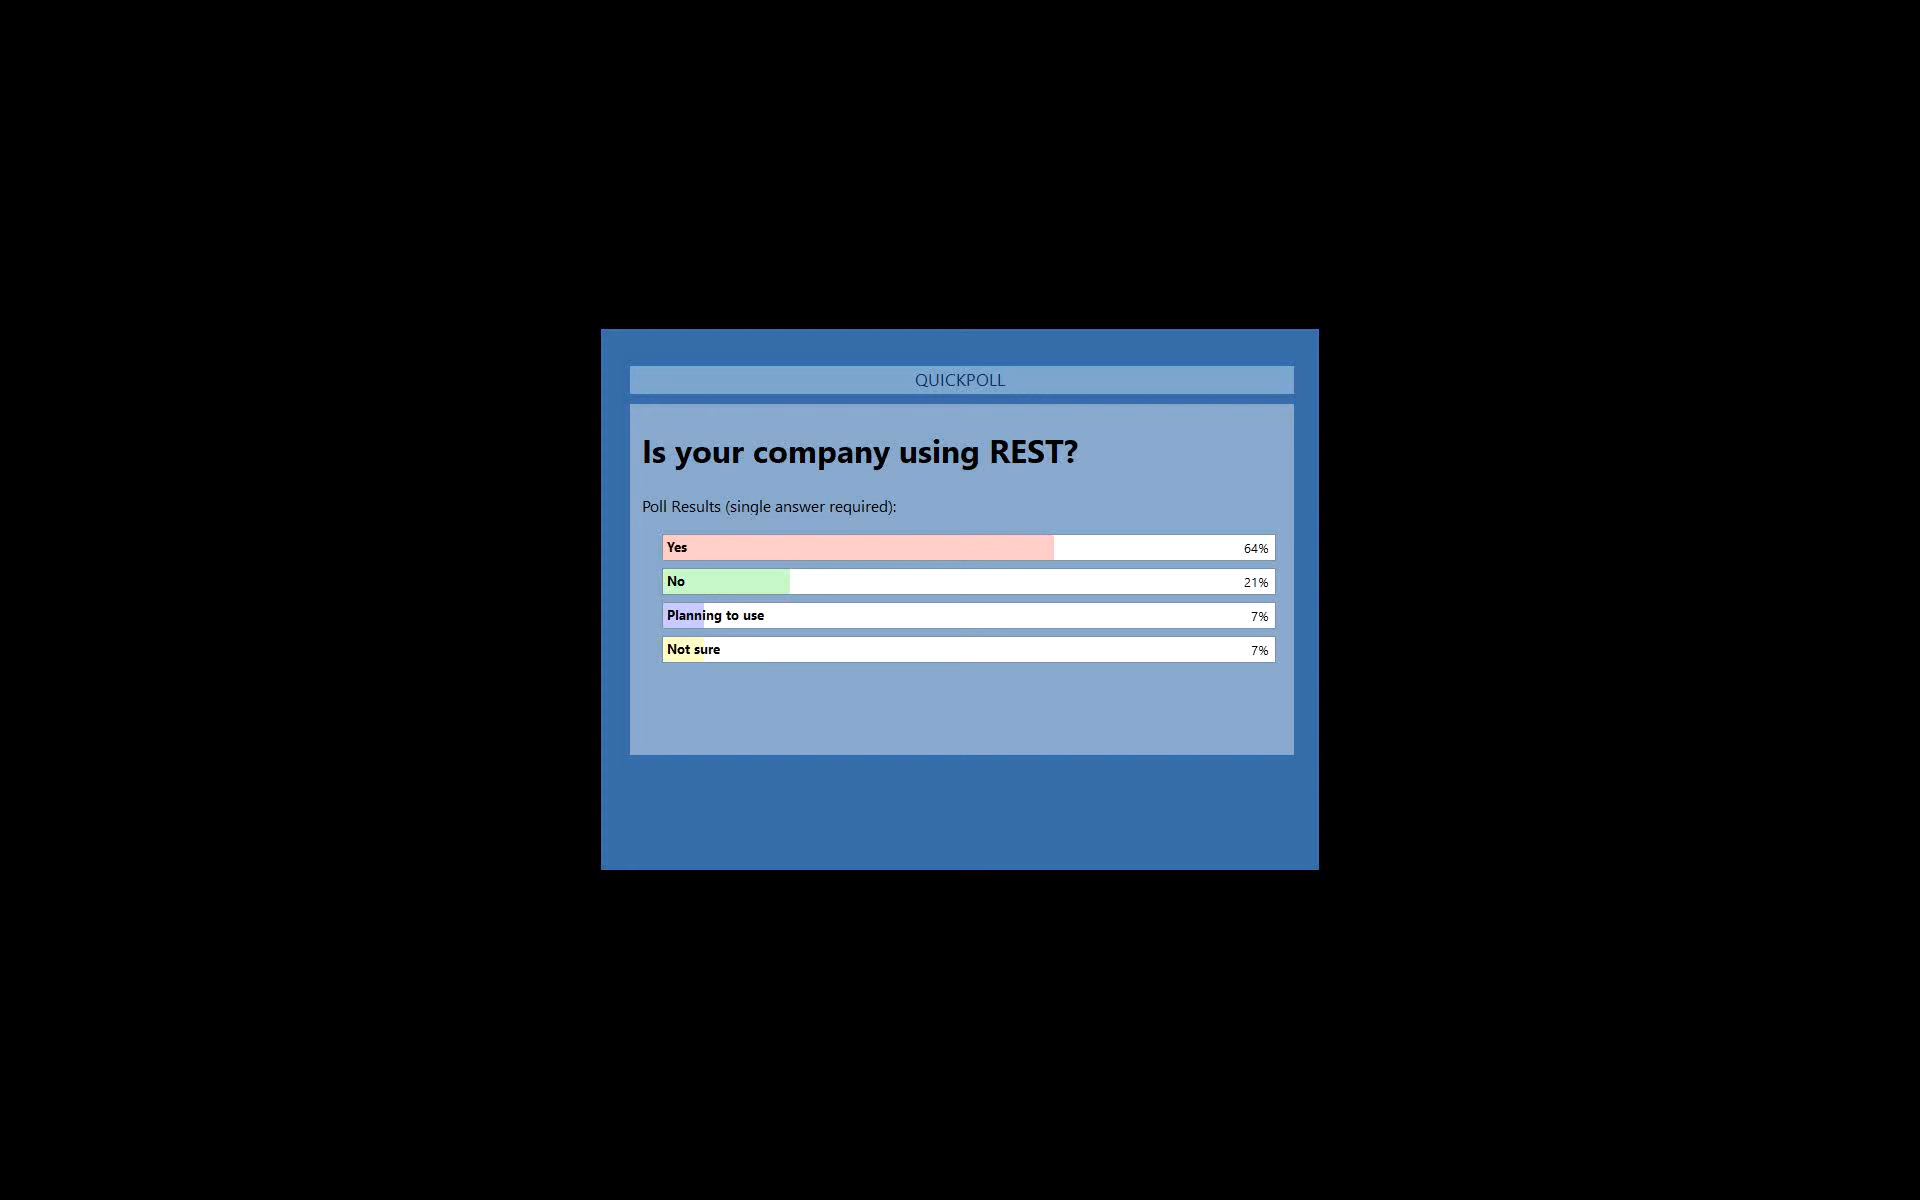 QUICKPOLL
Is your company using REST?
Poll Results (single answer required):
Yes 64%
No 21%
Planning to use 7%
Not sure 7%